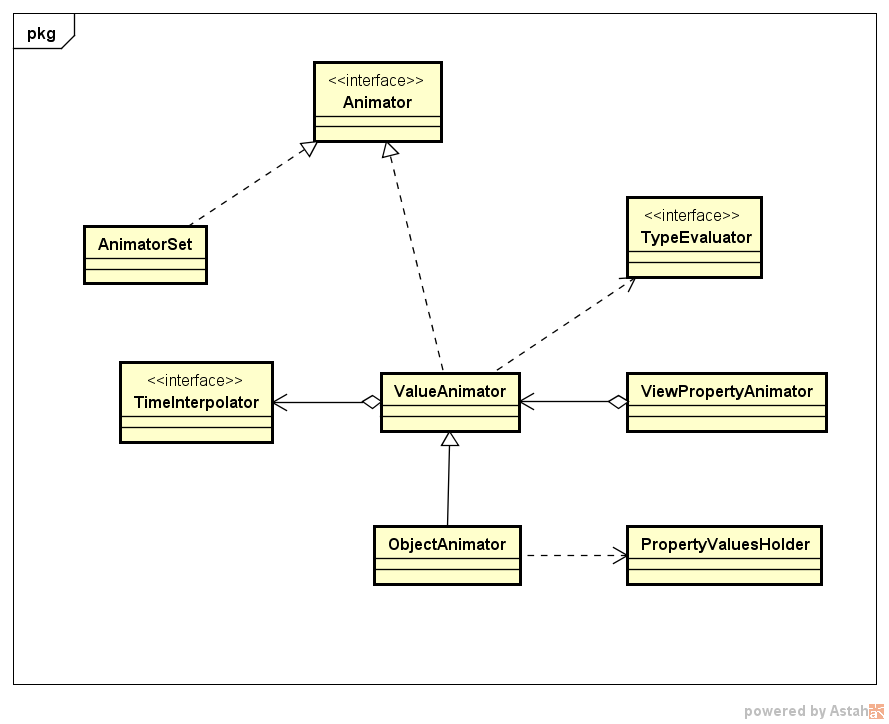 pkg
<<interface>>
Animator
<<interface>>
TypeEvaluator
AnimatorSet
<<interface>>
TimeInterpolator
ValueAnimator
ViewPropertyAnimator
ObjectAnimator
PropertyValuesHolder
powered by Astah